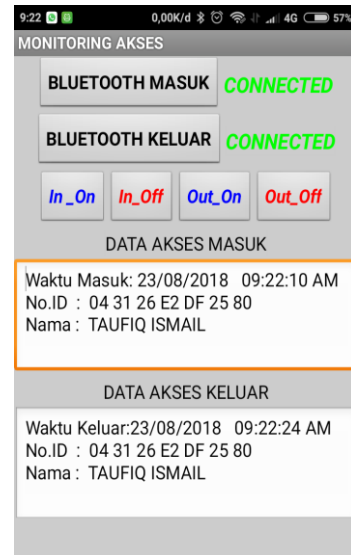 9:22 0,00K/d 4G 57%
MONITORING AKSES
BLUETOOTH MASUK CONNECTED
BLUETOOTH KELUAR CONNECTED
In _On In_Off Out_On Out_Off
DATA AKSES MASUK
Waktu Masuk: 23/08/2018 09:22:10 AM
No.ID : 04 31 26 E2 DF 25 80
Nama : TAUFIQ ISMAIL
DATA AKSES KELUAR
Waktu Keluar:23/08/2018 09:22:24 AM
No.ID : 04 31 26 E2 DF 25 80
Nama : TAUFIQ ISMAIL